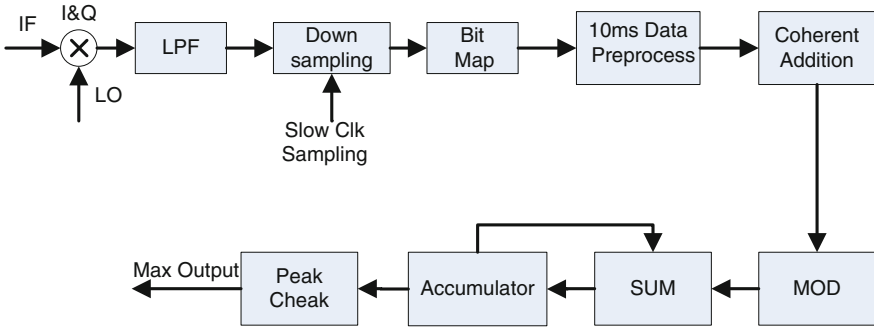 IF
I&Q
LO
LPF
Down
sampling
Slow Clk
Sampling
Bit
Map
10ms Data
Preprocess
Coherent
Addition
Max Output
Peak
Cheak
Accumulator
SUM
MOD